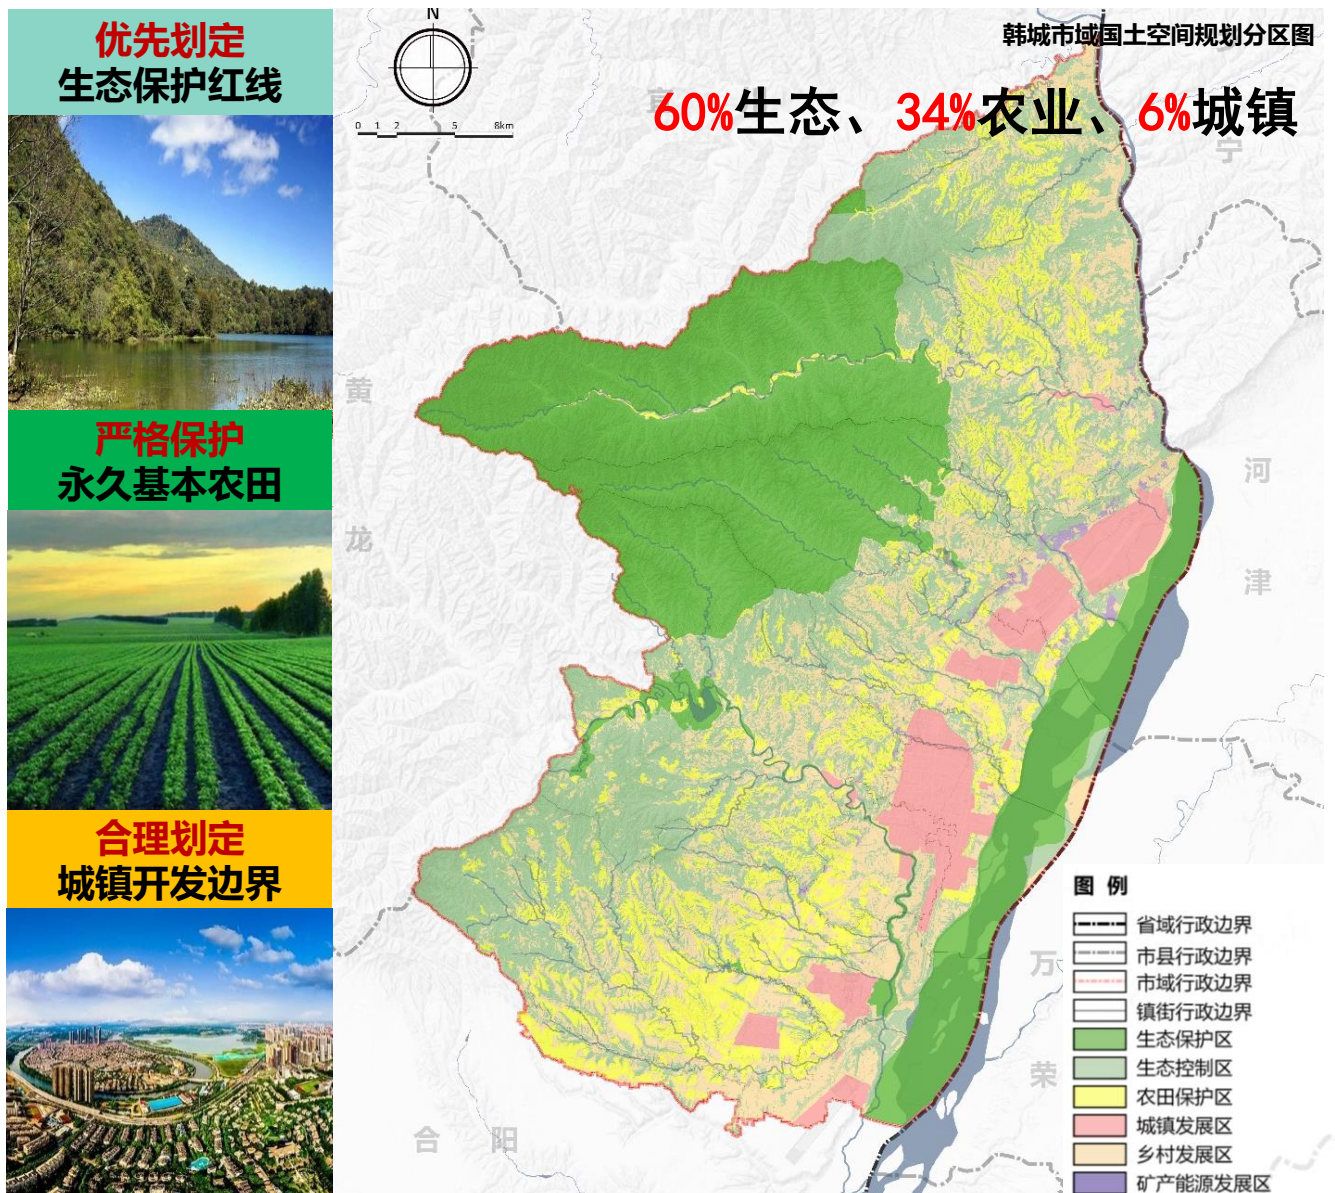 优先划定
生态保护红线
严格保护
永久基本农田
合理划定
城镇开发边界
N
0 1 2 5 8km
韩城市域国土空间规划分区图
60%生态、34%农业、6%城镇
宜
宁
黄
龙
河
津
万
荣
合 阳
图 例
省域行政边界
市县行政边界
市域行政边界
镇街行政边界
生态保护区
生态控制区
农田保护区
城镇发展区
乡村发展区
矿产能源发展区